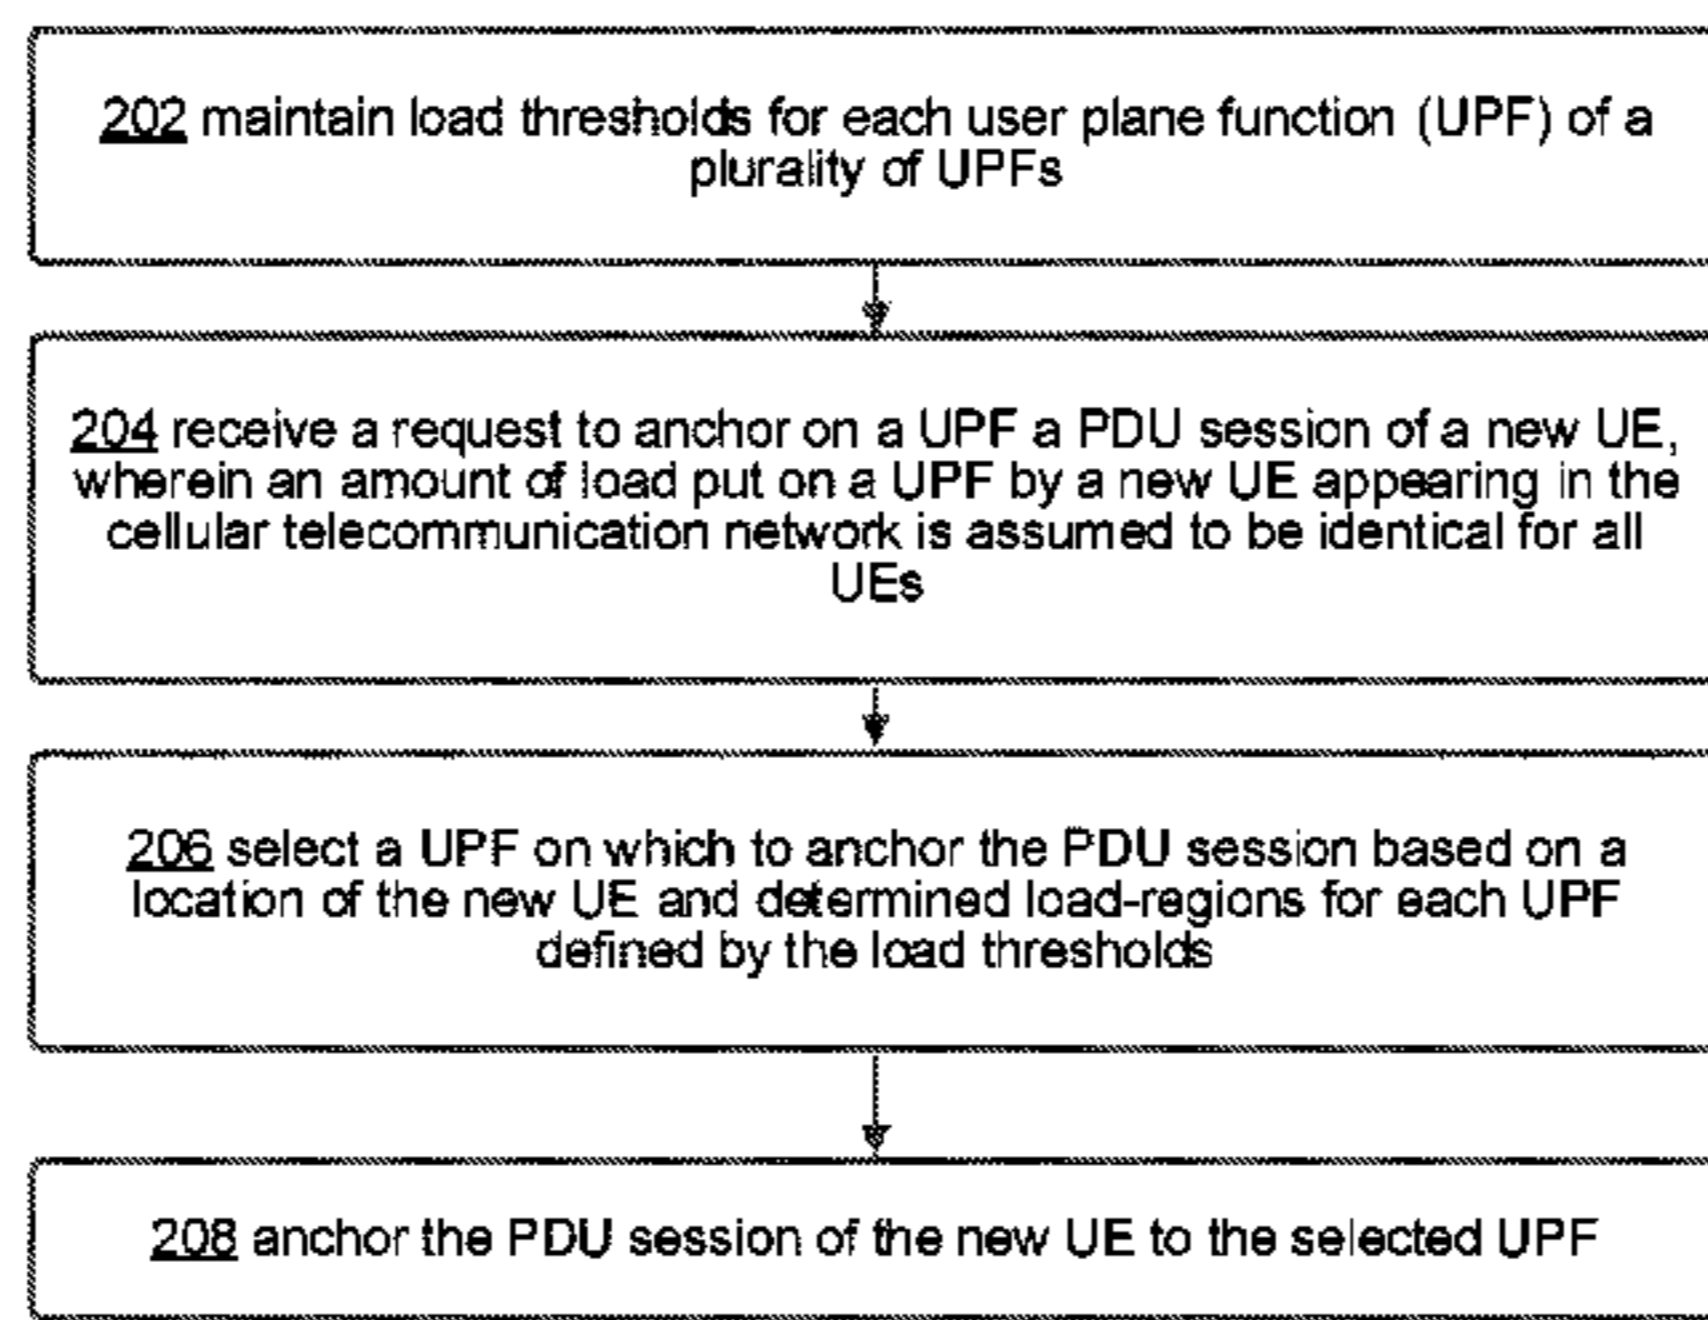 202 maintain load thresholds for each user plane function (UPF) of a
plurality of UPFs
204 receive a request to anchor on a UPF a PDU session of a new UE,
wherein an amount of load put on a UPF by a new UE appearing in the
cellular telecommunication network is assumed to be identical for all
UEs
206 select a UPF on which to anchor the PDU session based on a
location of the new UE and determined load-regions for each UPF
defined by the load thresholds
208 anchor the PDU session of the new UE to the selected UPF